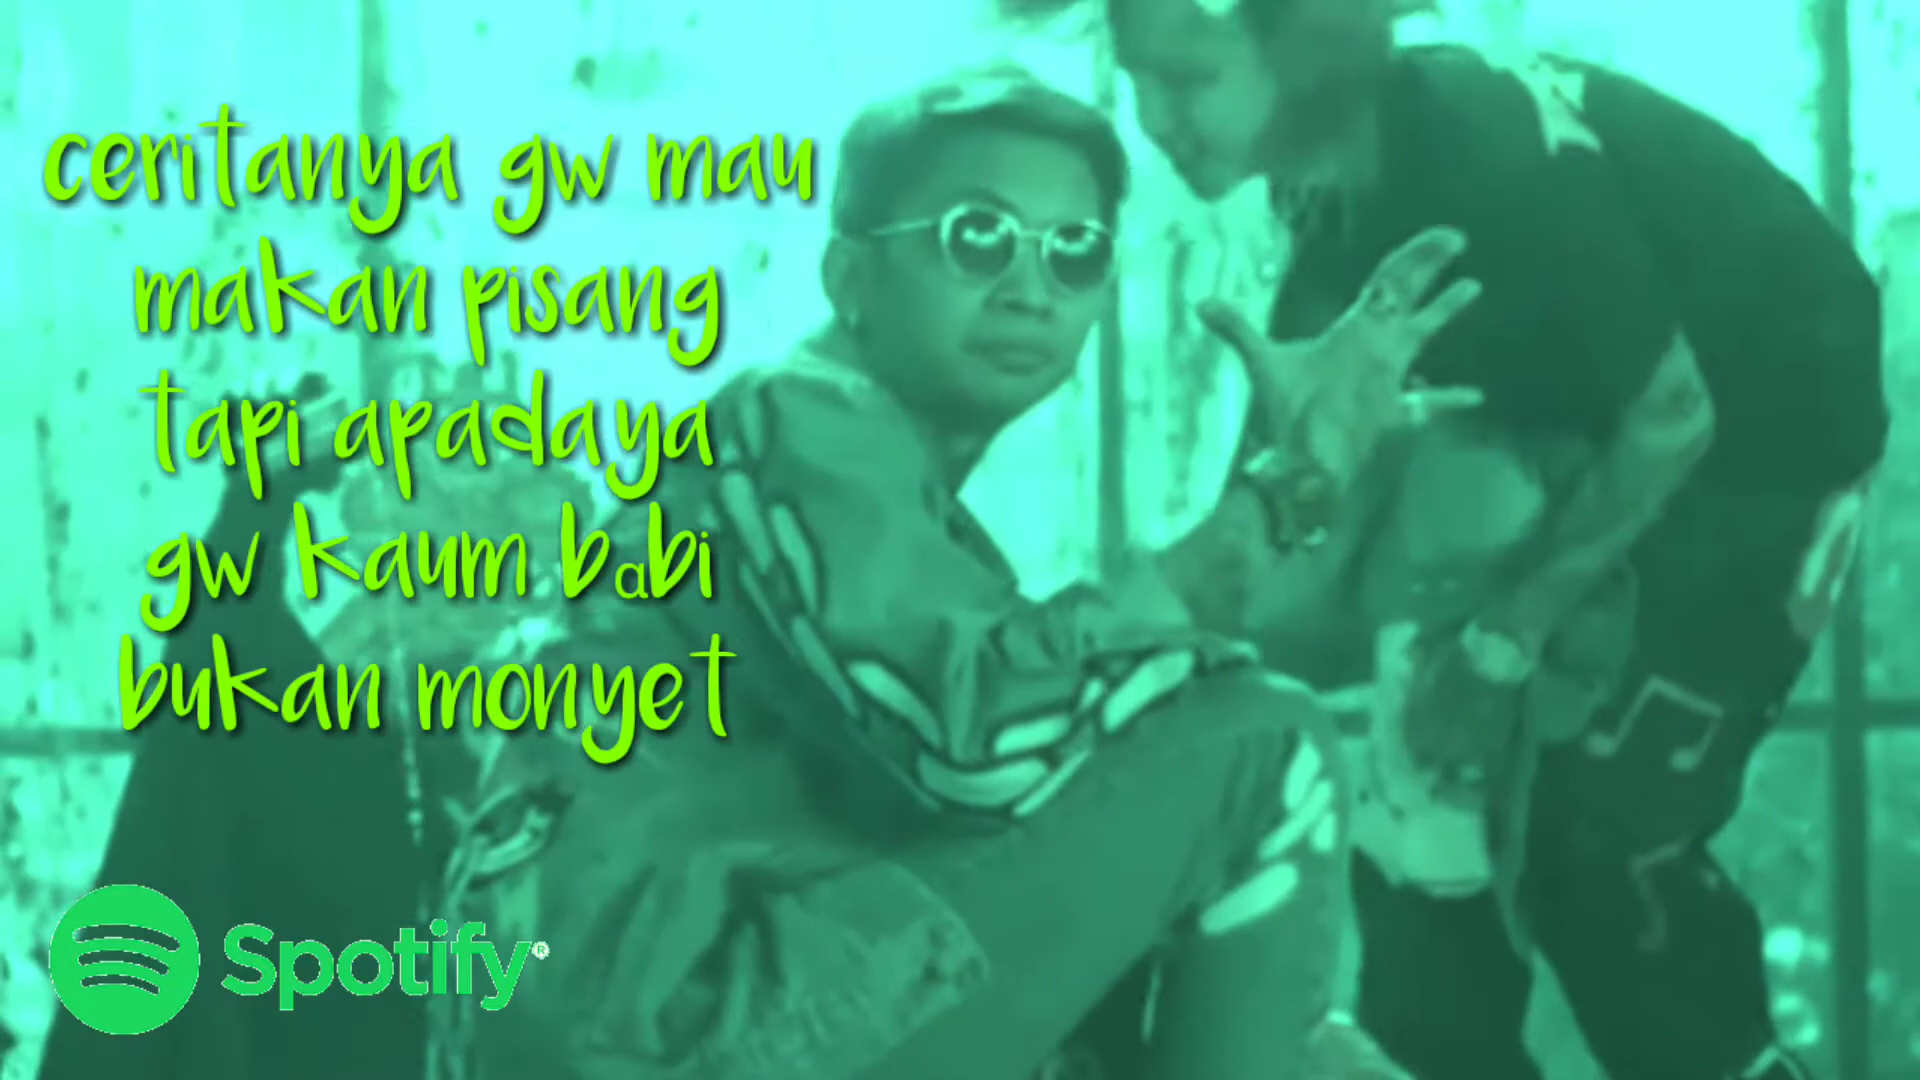 ceritanya gw mau
makan pisang
tapi apadaya
gw kaum babi
bukan monyet
Spotify®